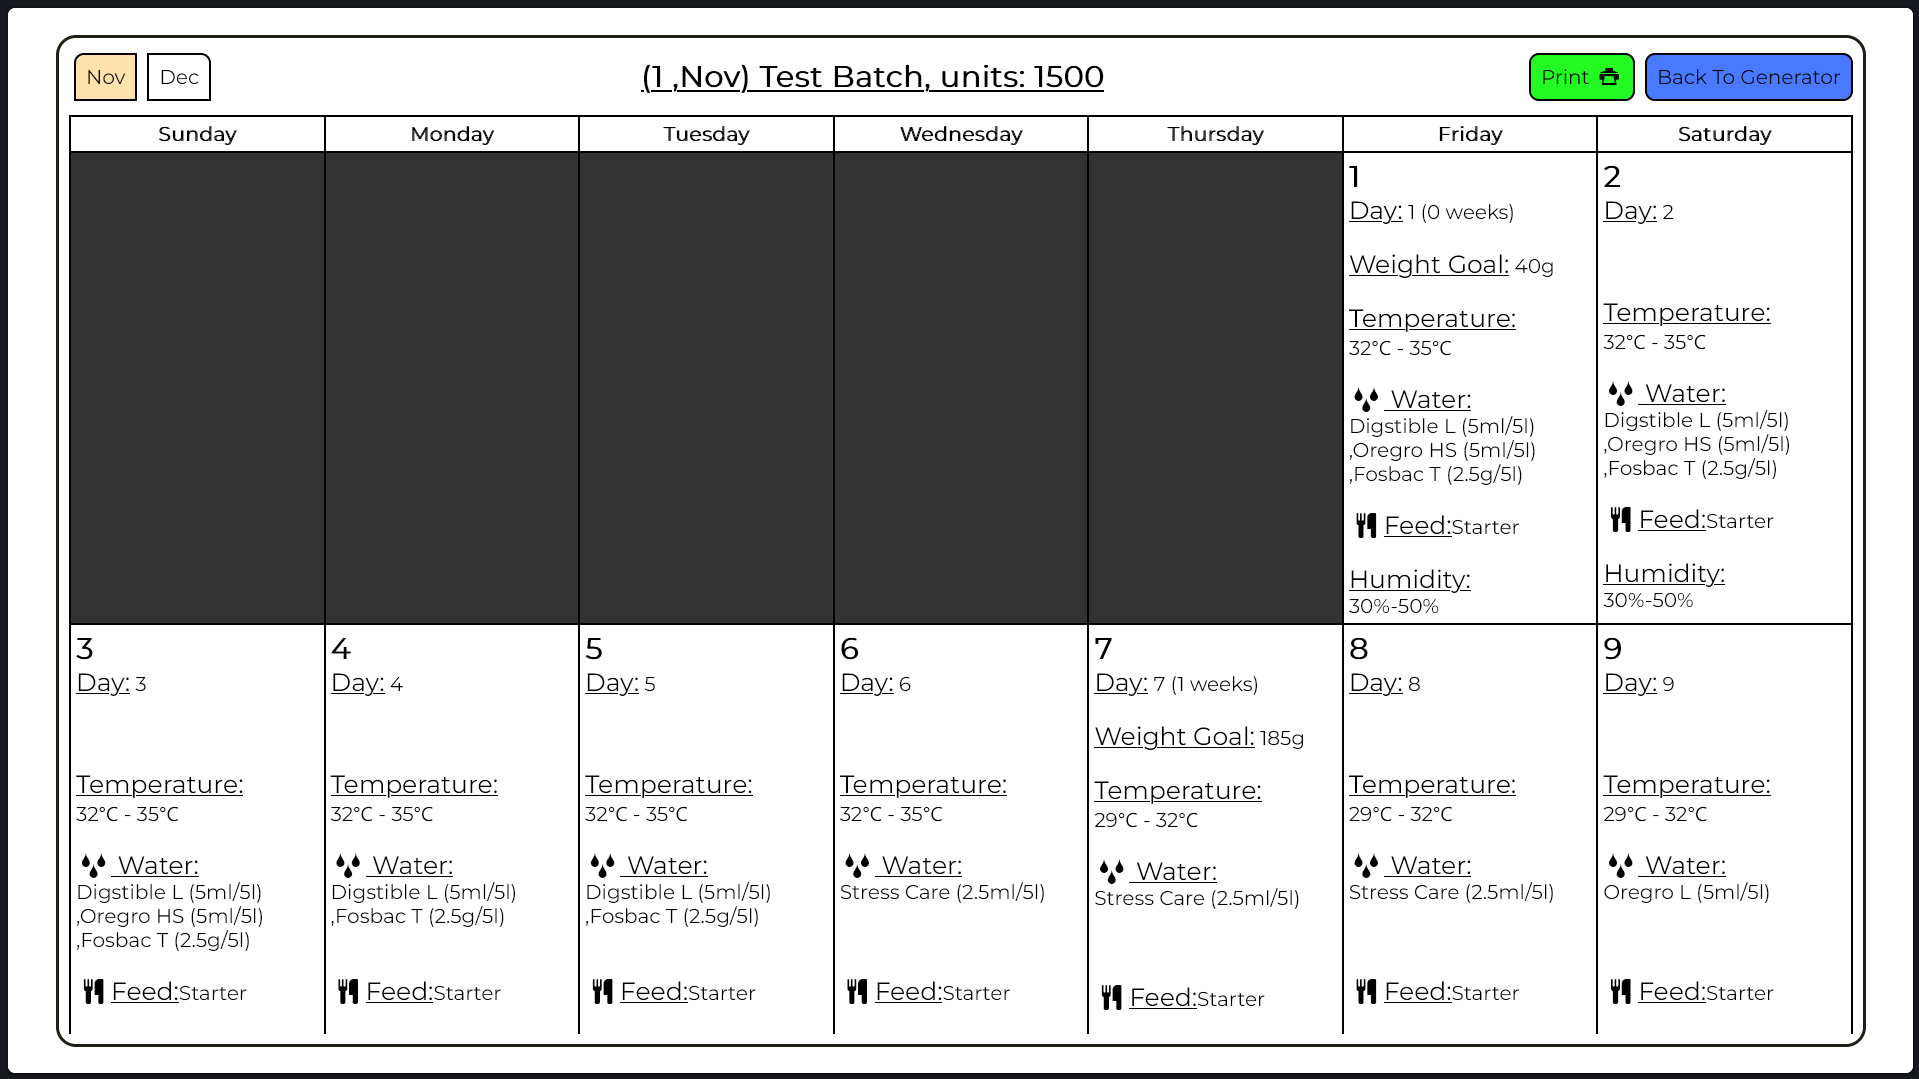 Nov
Dec
(1 ,Nov) Test Batch, units: 1500
Print
Back To Generator
Sunday
Monday
Tuesday
Wednesday
Thursday
Friday
Saturday
1
Day: 1 (0 weeks)
Weight Goal: 40g
Temperature:
32°C - 35°C
Water:
Digstible L (5ml/5l)
,Oregro HS (5ml/5l)
,Fosbac T (2.5g/5l)
Feed:Starter
Humidity:
30%-50%
2
Day: 2
Temperature:
32°C - 35°C
Water:
Digstible L (5ml/5l)
,Oregro HS (5ml/5l)
,Fosbac T (2.5g/5l)
Feed:Starter
Humidity:
30%-50%
3
Day: 3
Temperature:
32°C - 35°C
Water:
Digstible L (5ml/5l)
,Oregro HS (5ml/5l)
,Fosbac T (2.5g/5l)
Feed:Starter
4
Day: 4
Temperature:
32°C - 35°C
Water:
Digstible L (5ml/5l)
,Fosbac T (2.5g/5l)
Feed:Starter
5
Day: 5
Temperature:
32°C - 35°C
Water:
Digstible L (5ml/5l)
,Fosbac T (2.5g/5l)
Feed:Starter
6
Day: 6
Temperature:
32°C - 35°C
Water:
Stress Care (2.5ml/5l)
Feed:Starter
7
Day: 7 (1 weeks)
Weight Goal: 185g
Temperature:
29°C - 32°C
Water:
Stress Care (2.5ml/5l)
Feed:Starter
8
Day: 8
Temperature:
29°C - 32°C
Water:
Stress Care (2.5ml/5l)
Feed:Starter
9
Day: 9
Temperature:
29°C - 32°C
Water:
Oregro L (5ml/5l)
Feed:Starter